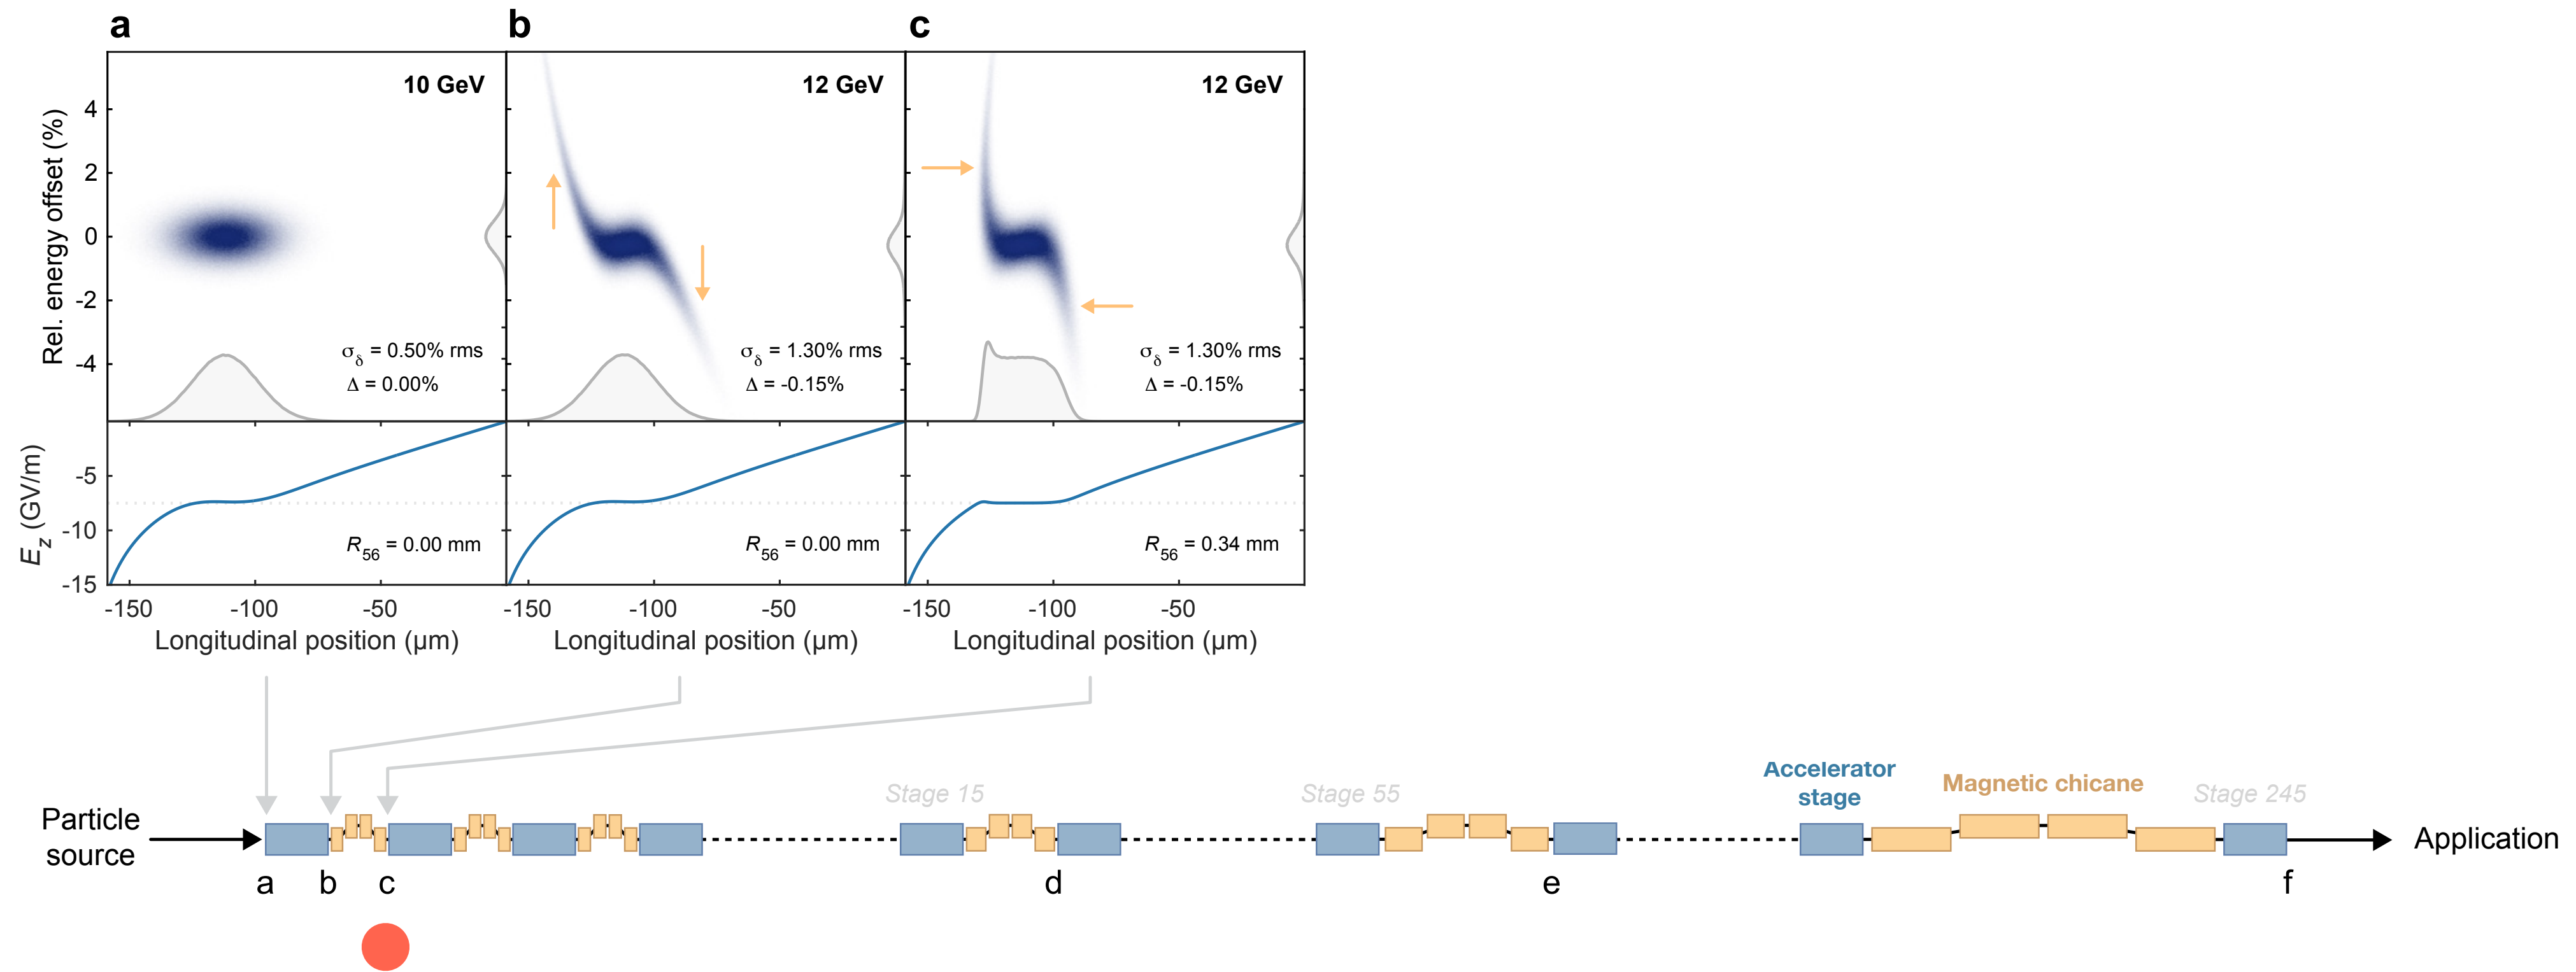 a
b
c
10 GeV
12 GeV
12 GeV
Rel. energy offset (%)
4
2
0
-2
-4
σδ = 0.50% rms
Δ = 0.00%
σδ = 1.30% rms
Δ = -0.15%
σδ = 1.30% rms
Δ = -0.15%
Ez (GV/m)
-5
-10
-15
R56 = 0.00 mm
R56 = 0.00 mm
R56 = 0.34 mm
-150 -100 -50
-150 -100 -50
-150 -100 -50
Longitudinal position (µm)
Longitudinal position (µm)
Longitudinal position (µm)
Particle
source
Stage 15
Stage 55
Accelerator
stage
Magnetic chicane
Stage 245
Application
a
b
c
d
e
f